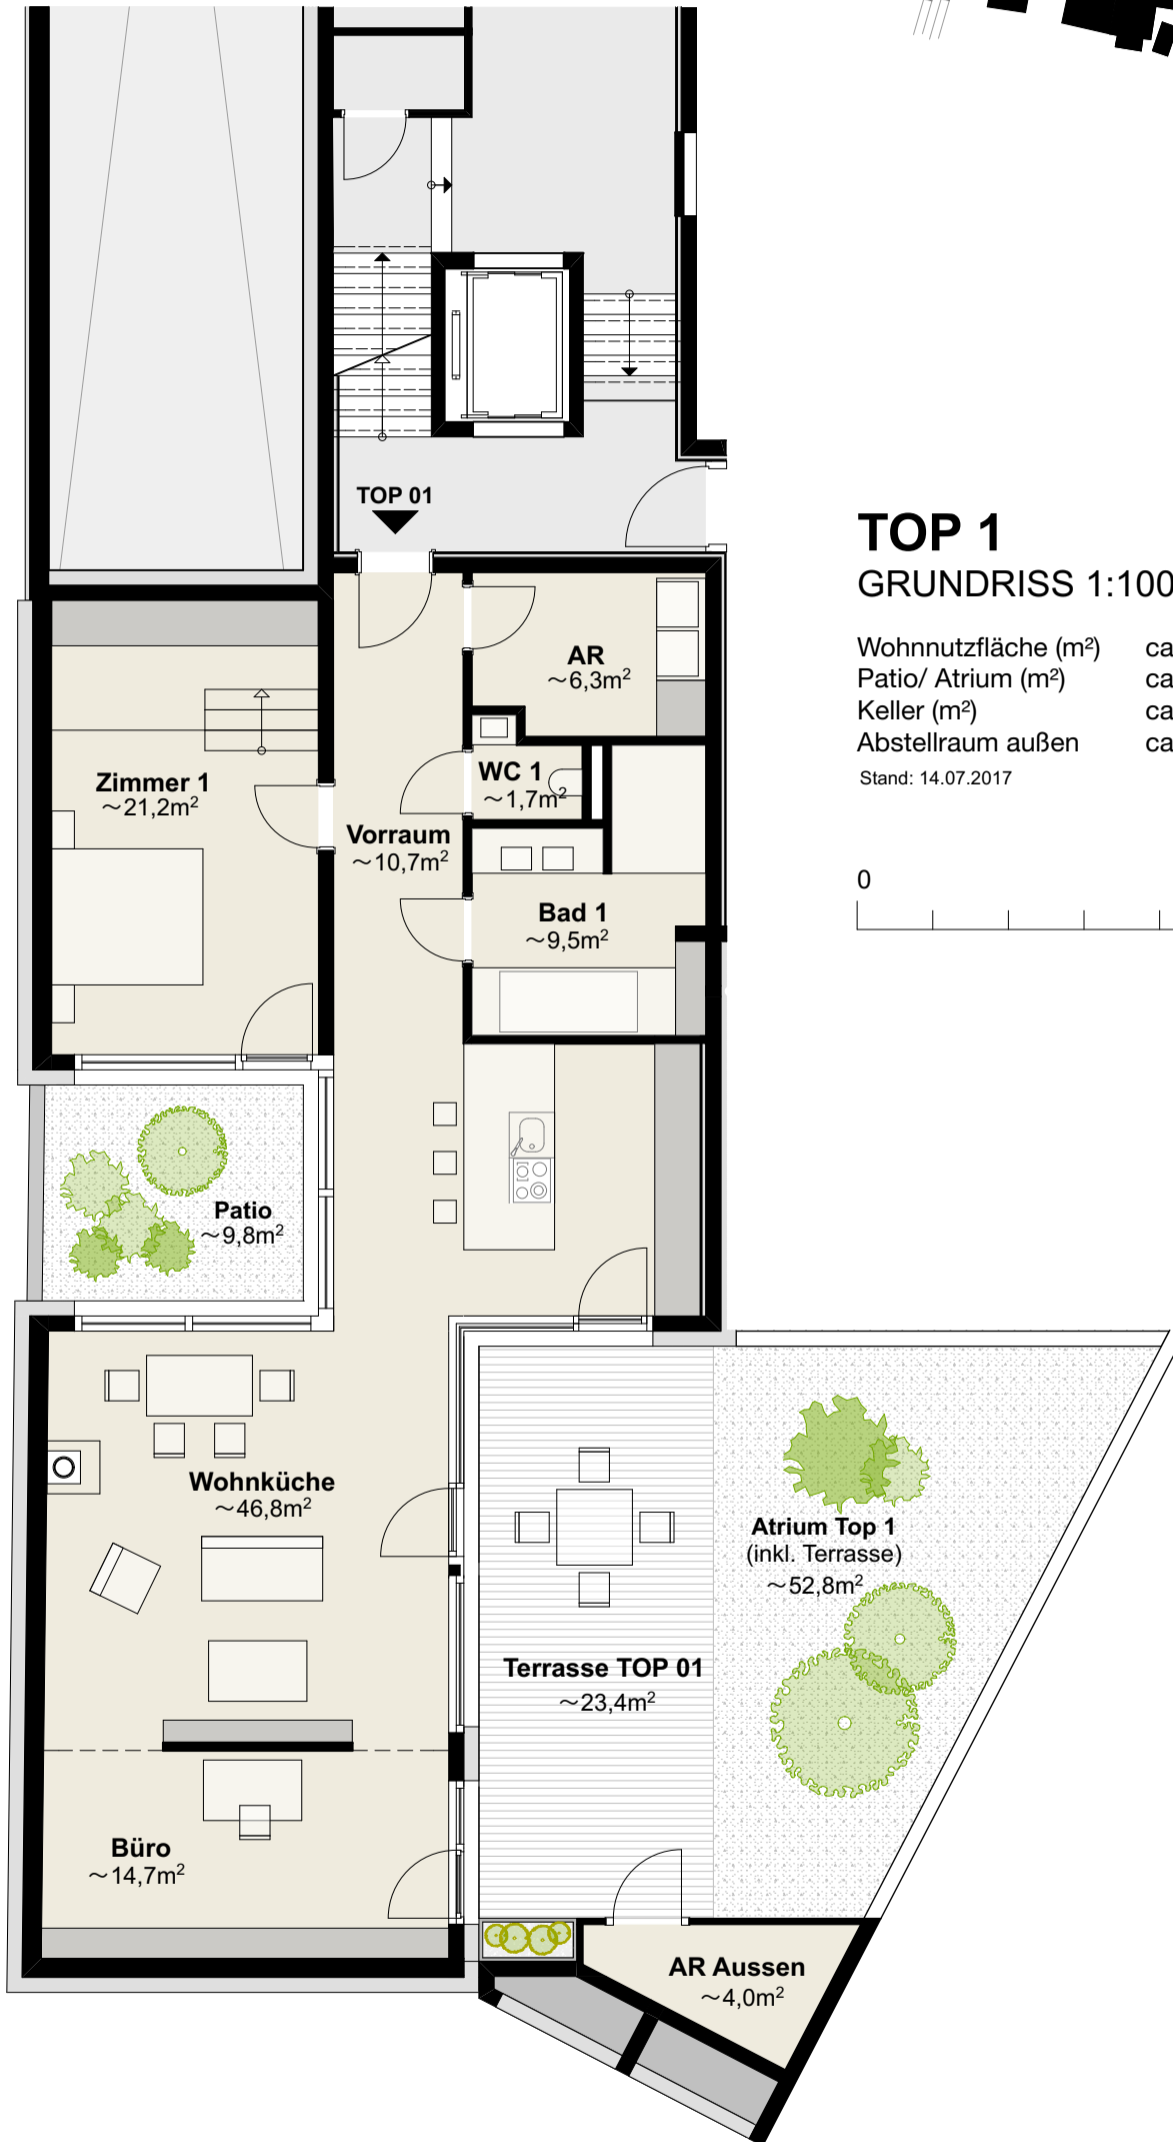 TOP 01
TOP 1
GRUNDRISS 1:100
Wohnnutzfläche (m²) ca
Patio/ Atrium (m²) ca
Keller (m²) ca
Abstellraum außen ca
Stand: 14.07.2017
0
AR
~6,3m²
WC 1
~1,7m²
Zimmer 1
~21,2m²
Vorraum
~10,7m²
Bad 1
~9,5m²
Patio
~9,8m²
Wohnküche
~46,8m²
Atrium Top 1
(inkl. Terrasse)
~52,8m²
Terrasse TOP 01
~23,4m²
Büro
~14,7m²
AR Aussen
~4,0m²